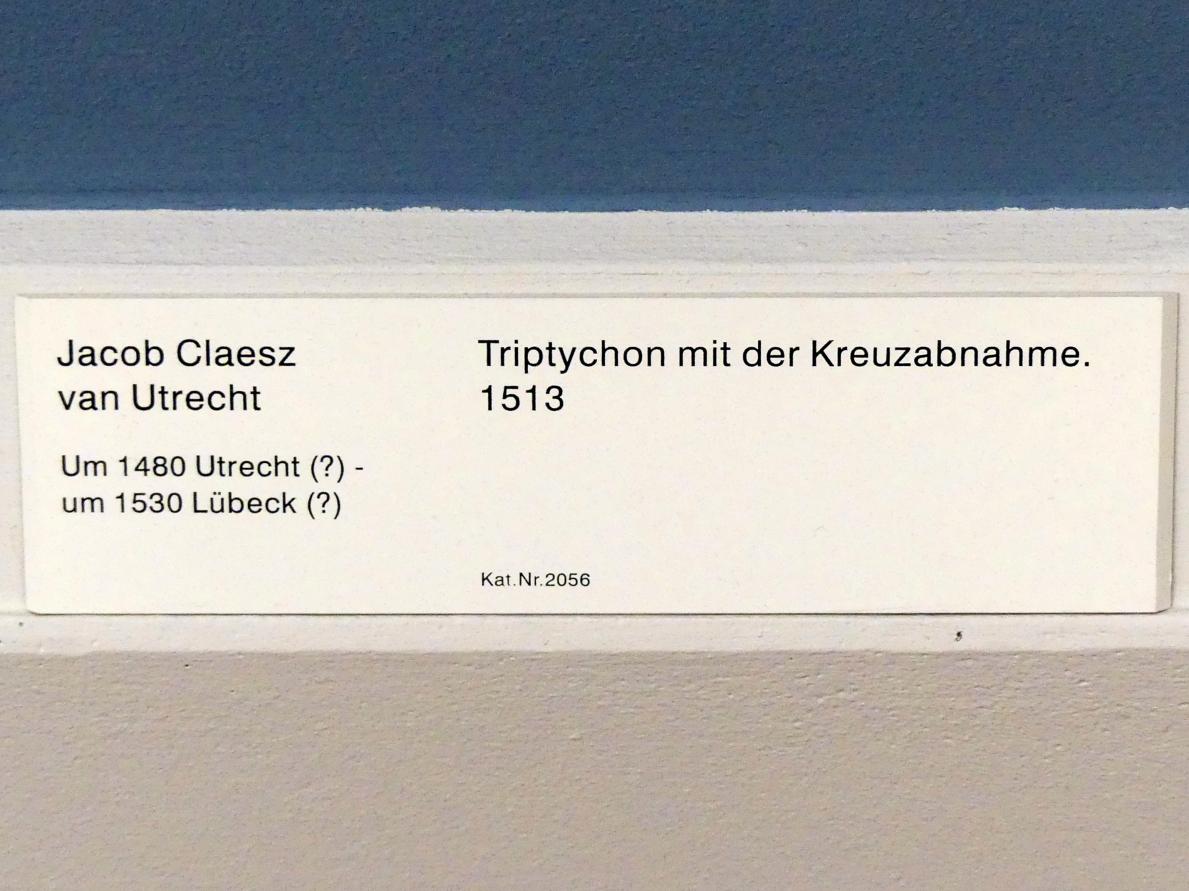 Jacob Claesz
van Utrecht
Um 1480 Utrecht (?) -
um 1530 Lübeck (?)
Triptychon mit der Kreuzabnahme.
1513
Kat.Nr.2056